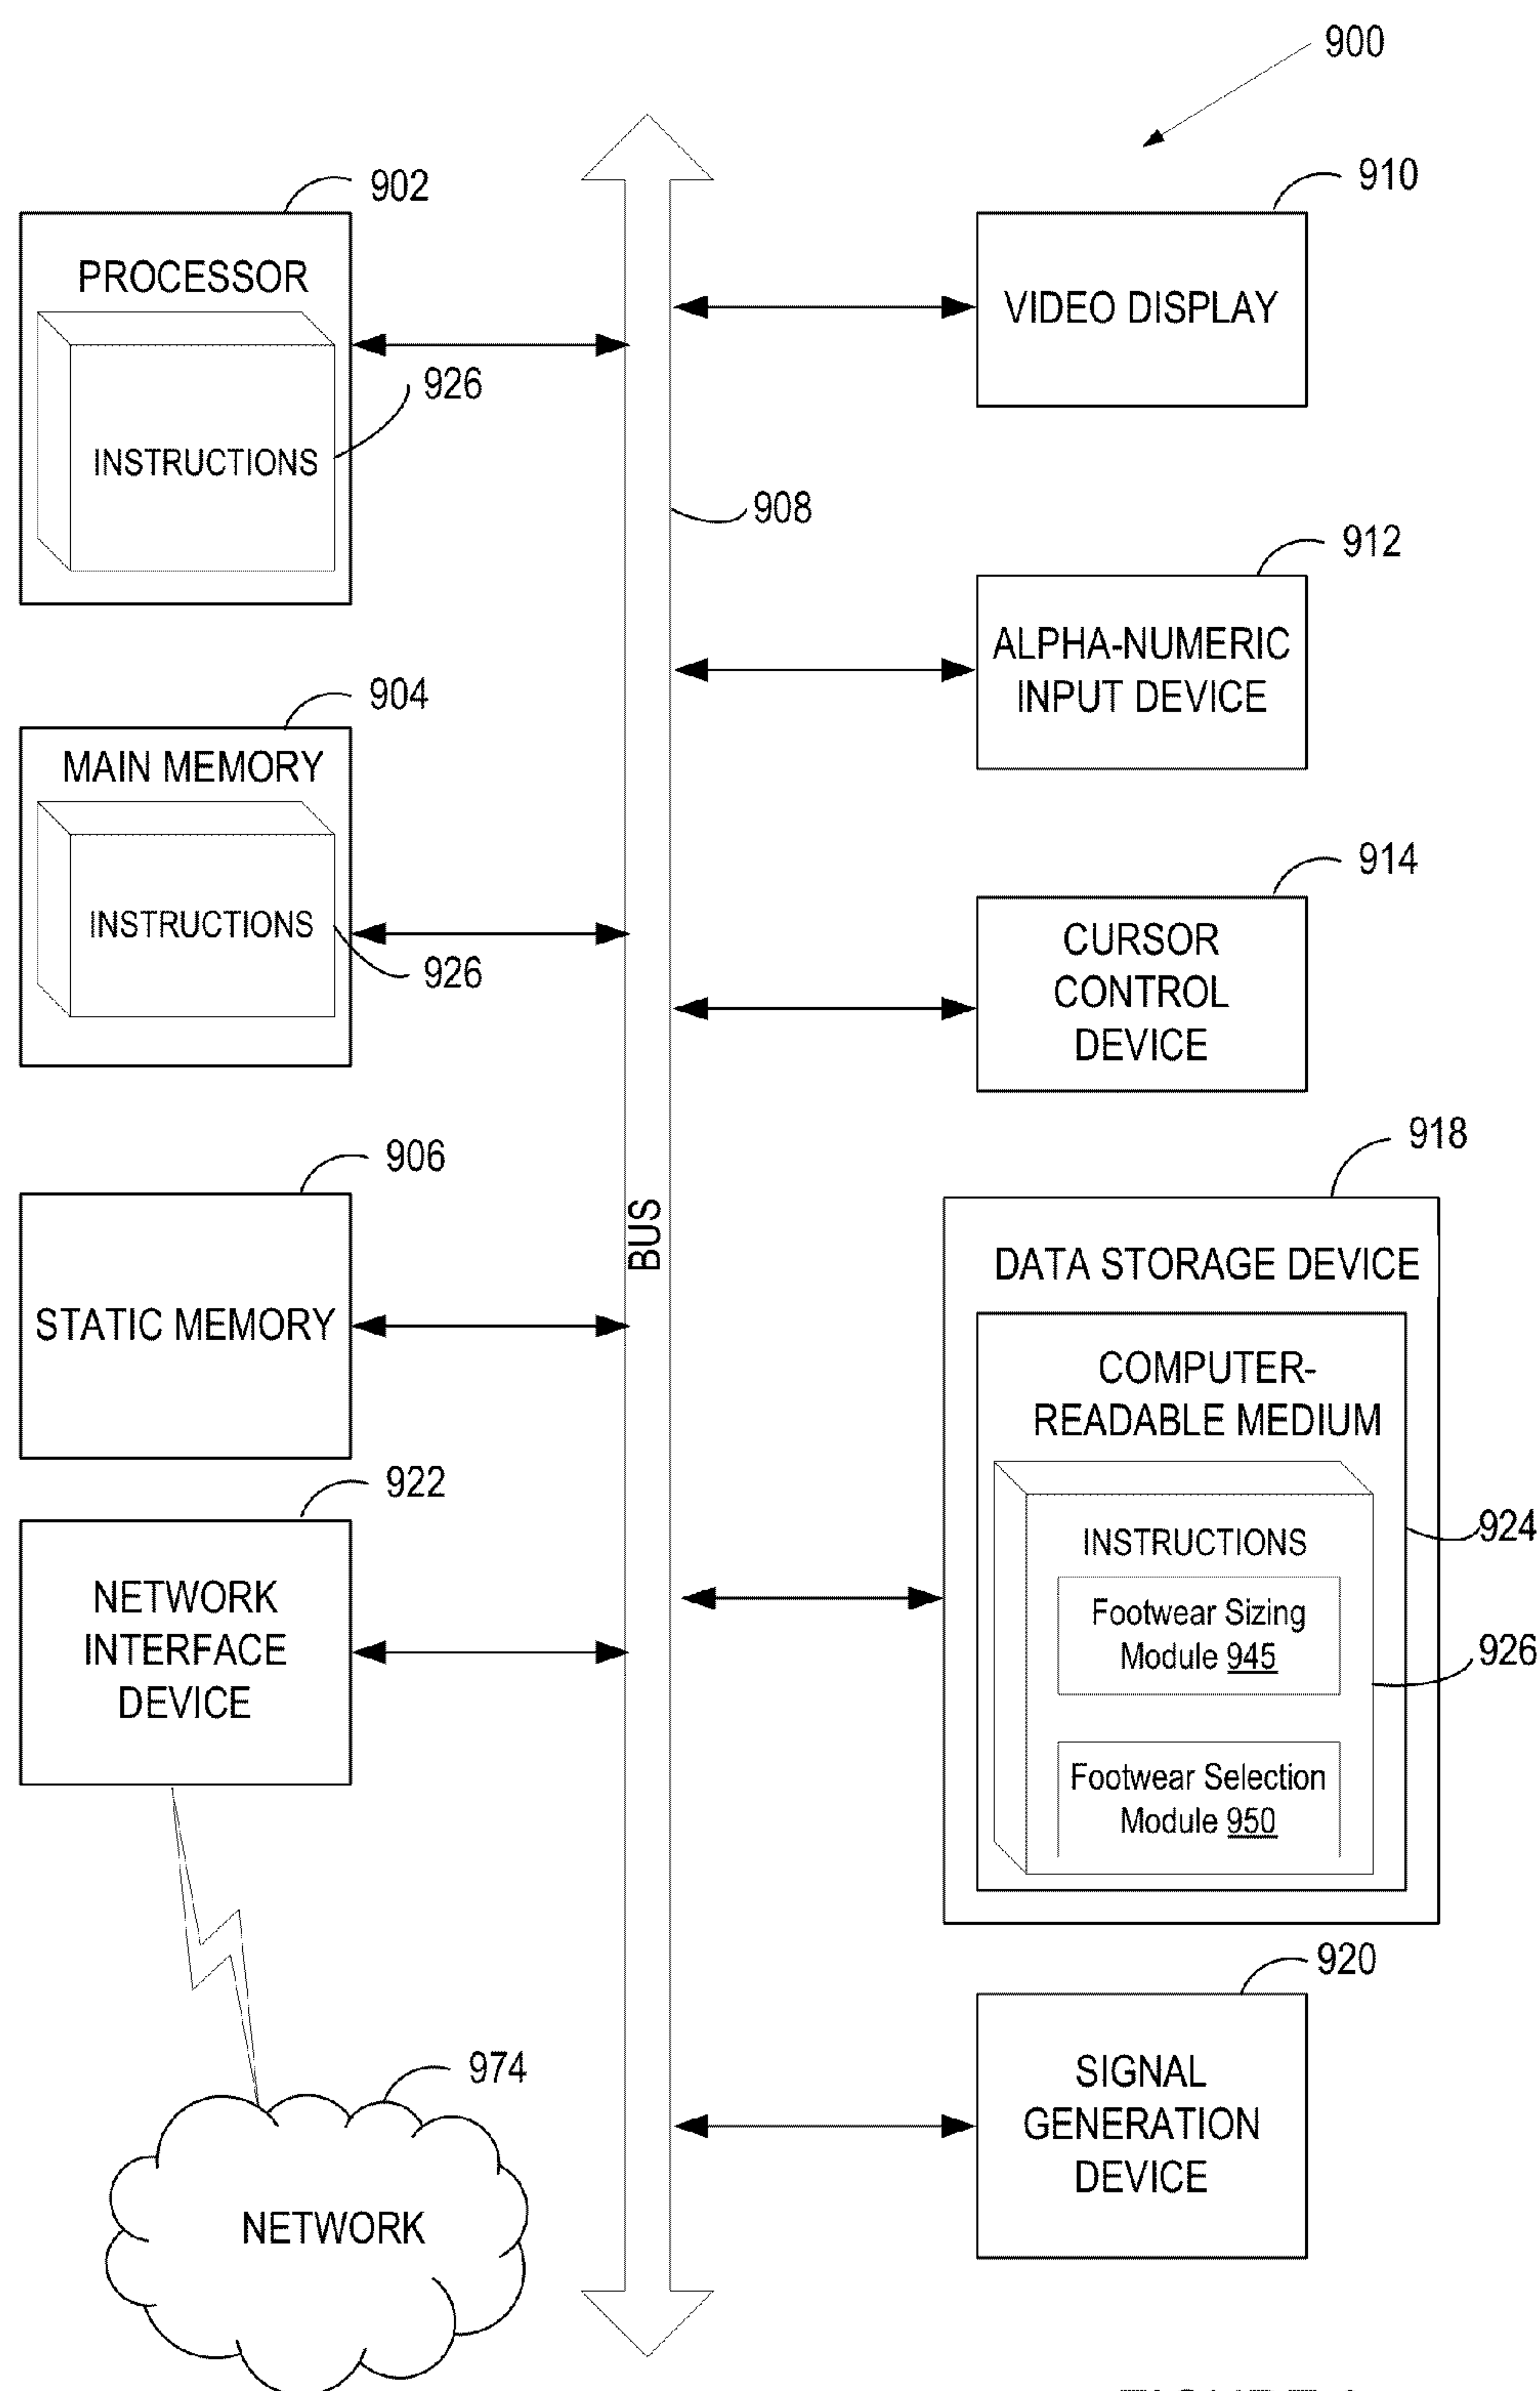 900
902
PROCESSOR
926
INSTRUCTIONS
904
MAIN MEMORY
INSTRUCTIONS
926
906
STATIC MEMORY
922
NETWORK
INTERFACE
DEVICE
974
NETWORK
908
BUS
910
VIDEO DISPLAY
912
ALPHA-NUMERIC
INPUT DEVICE
914
CURSOR
CONTROL
DEVICE
918
DATA STORAGE DEVICE
COMPUTER-
READABLE MEDIUM
924
INSTRUCTIONS
Footwear Sizing
Module 945
926
Footwear Selection
Module 950
920
SIGNAL
GENERATION
DEVICE